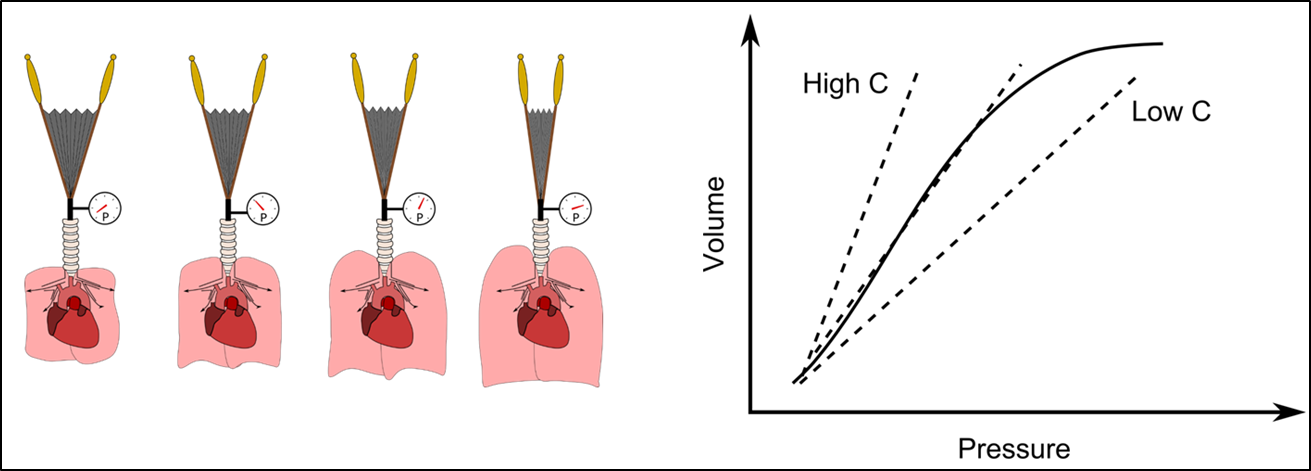 P
P
P
P
High C
Low C
Volume
Pressure